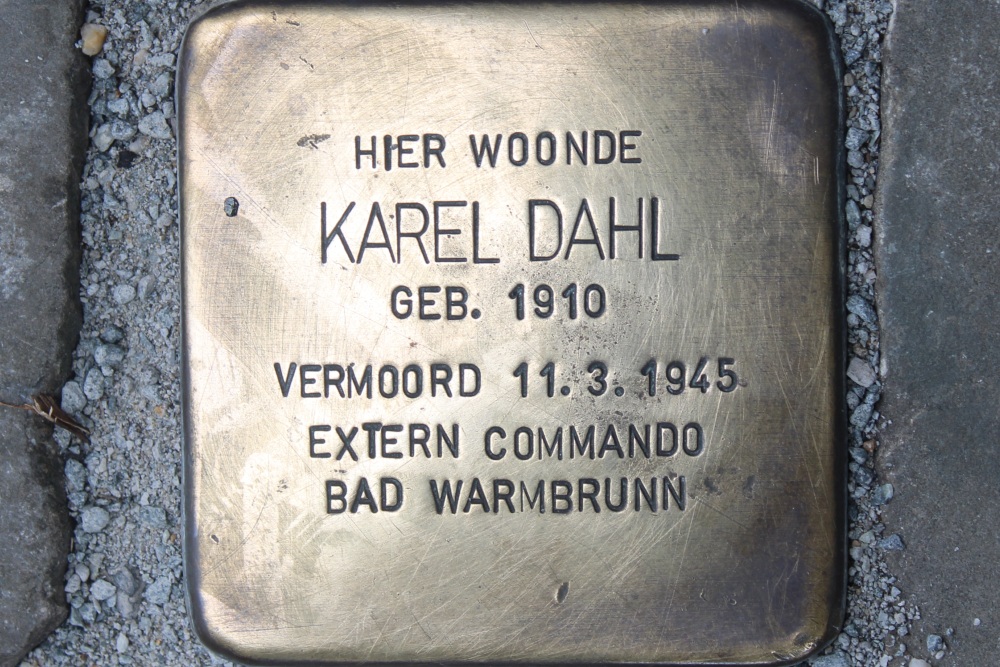 HIER WOONDE
KAREL DAHL
GEB. 1910
VERMOORD 11.3.1945
EXTERN COMMANDO
BAD WARMBRUNN